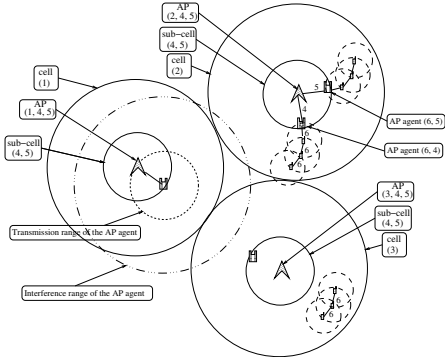 AP
(2, 4, 5)
sub-cell
(4, 5)
cell
(2)
cell
(1)
AP
(1, 4, 5)
sub-cell
(4, 5)
5
4
6
6
6
AP agent (6, 5)
AP agent (6, 4)
Transmission range of the AP agent
Interference range of the AP agent
AP
(3, 4, 5)
sub-cell
(4, 5)
cell
(3)
6
6